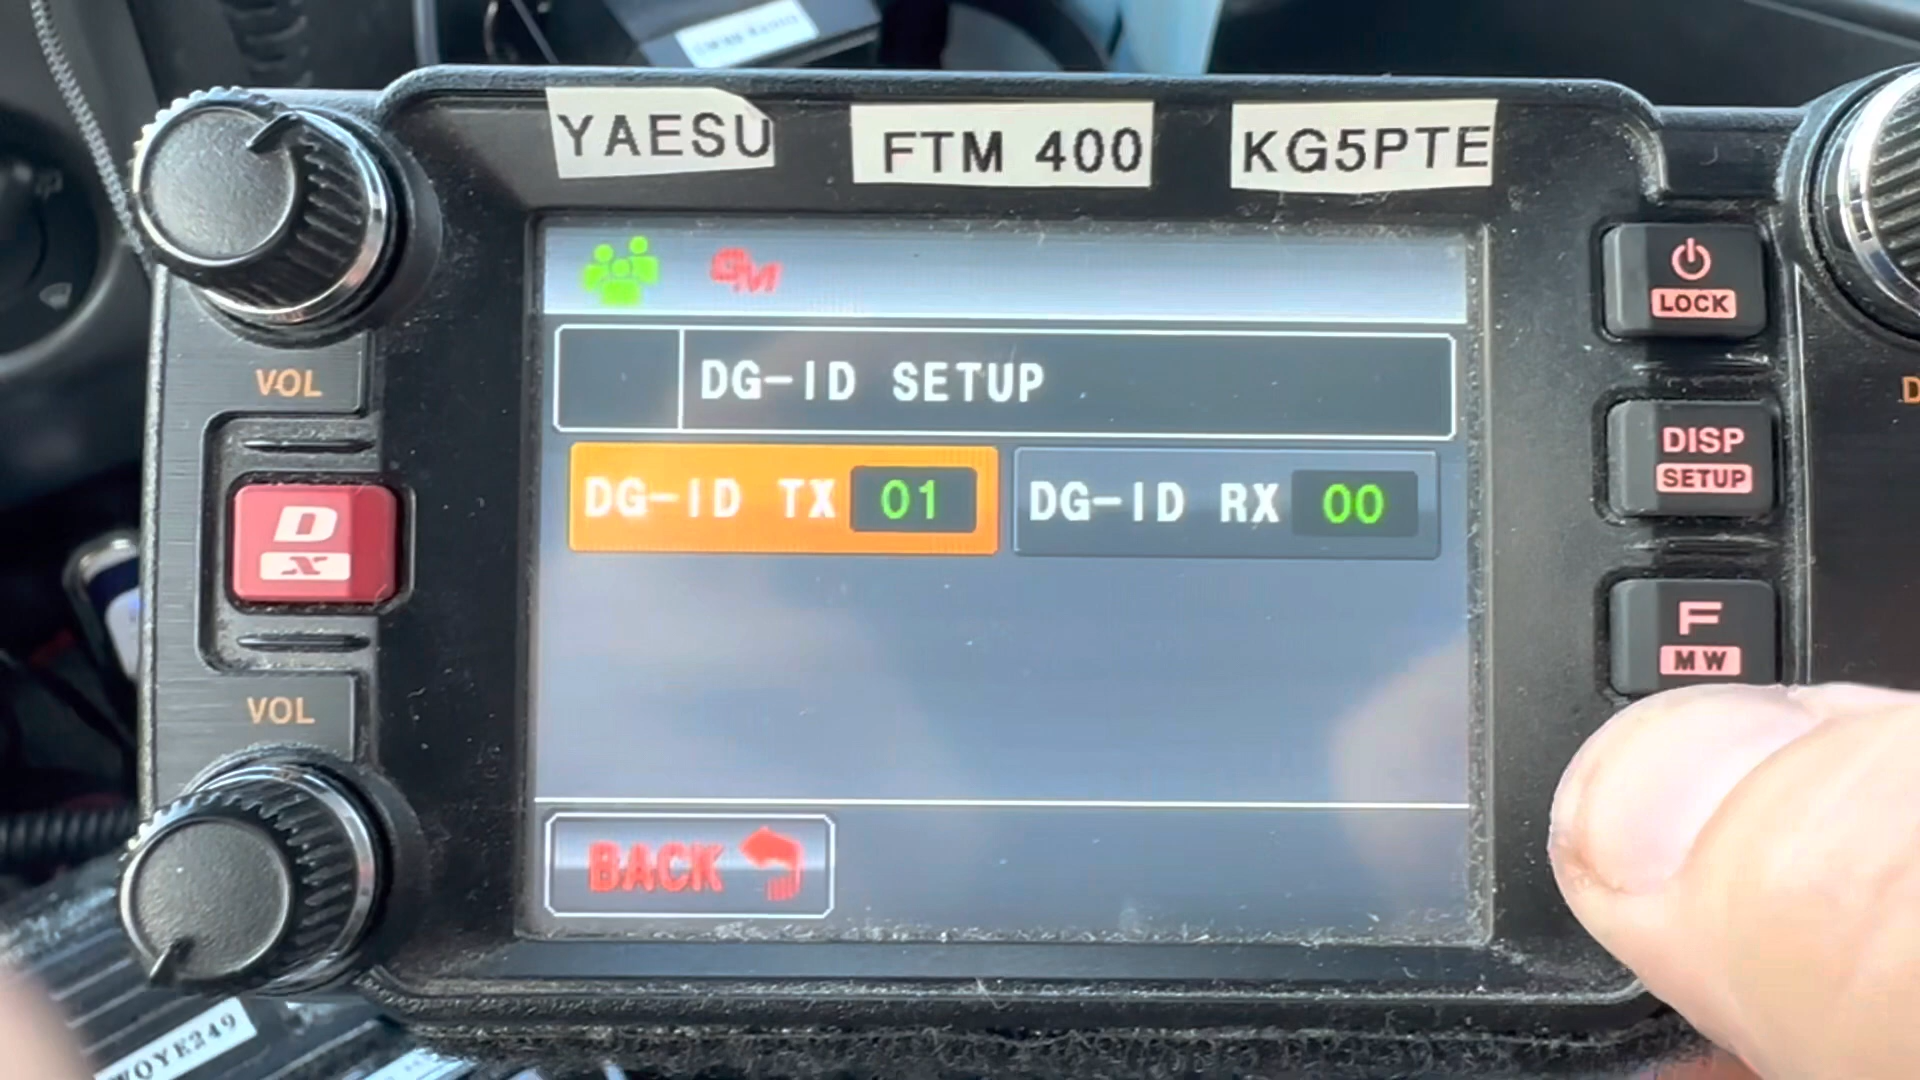 YAESU FTM 400 KG5PTE
GM
DG-ID SETUP
DG-ID TX 01 DG-ID RX 00
BACK
VOL
D
X
VOL
LOCK
DISP
SETUP
F
MW
D